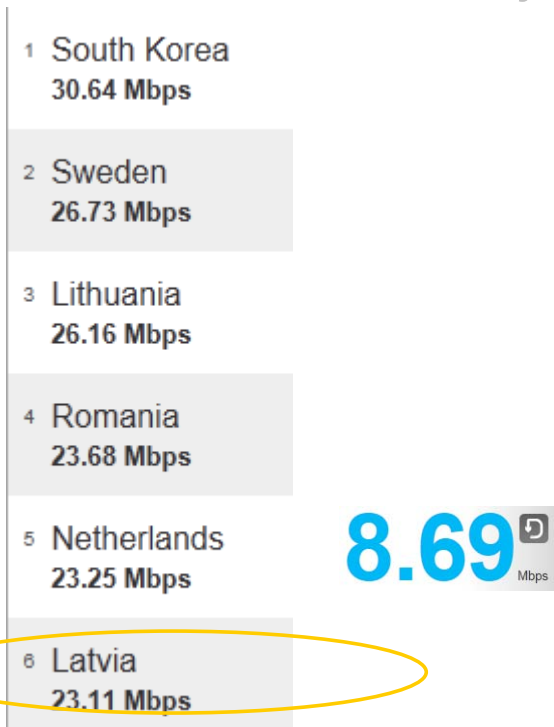 1 South Korea
30.64 Mbps
2 Sweden
26.73 Mbps
3 Lithuania
26.16 Mbps
4 Romania
23.68 Mbps
5 Netherlands
23.25 Mbps
8.69 Mbps
6 Latvia
23.11 Mbps